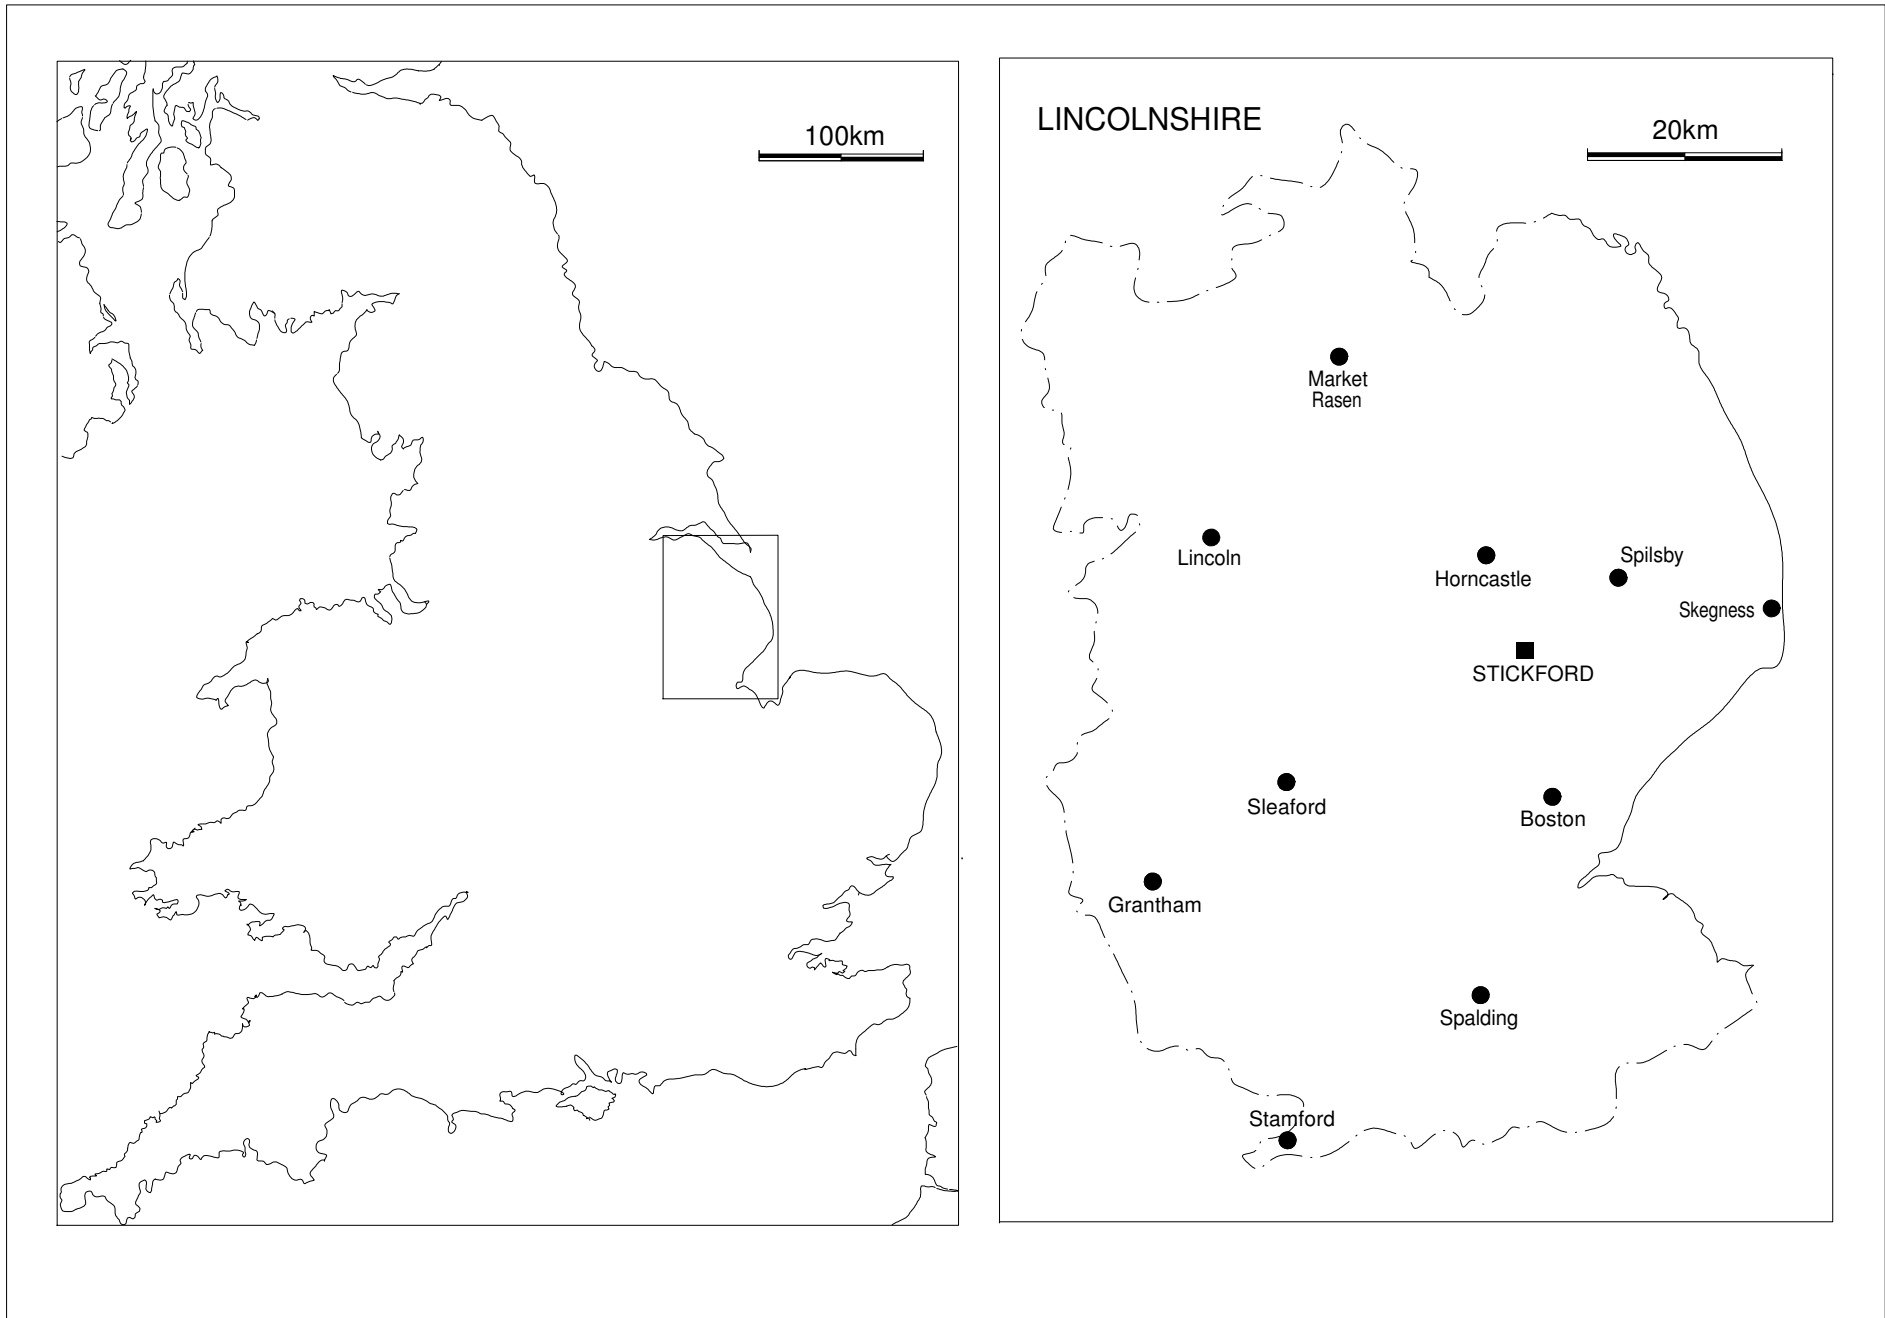 100km
LINCOLNSHIRE
20km
Market
Rasen
Lincoln
Horncastle
Spilsby
Skegness
STICKFORD
Sleaford
Boston
Grantham
Spalding
Stamford